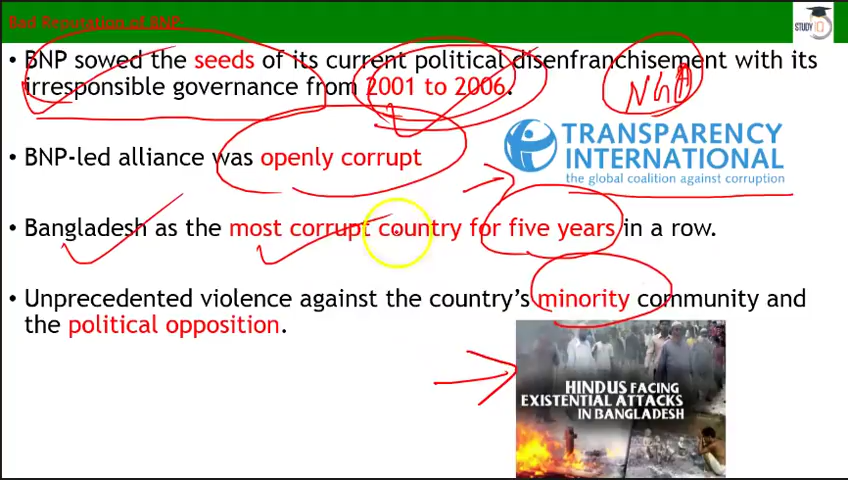 Bad Reputation of BNP
STUDY IQ
• BNP sowed the seeds of its current political disenfranchisement with its
irresponsible governance from 2001 to 2006.
NGO
• BNP-led alliance was openly corrupt
TRANSPARENCY
INTERNATIONAL
the global coalition against corruption
• Bangladesh as the most corrupt country for five years in a row.
• Unprecedented violence against the country's minority community and
the political opposition.
HINDUS FACING
EXISTENTIAL ATTACKS
IN BANGLADESH